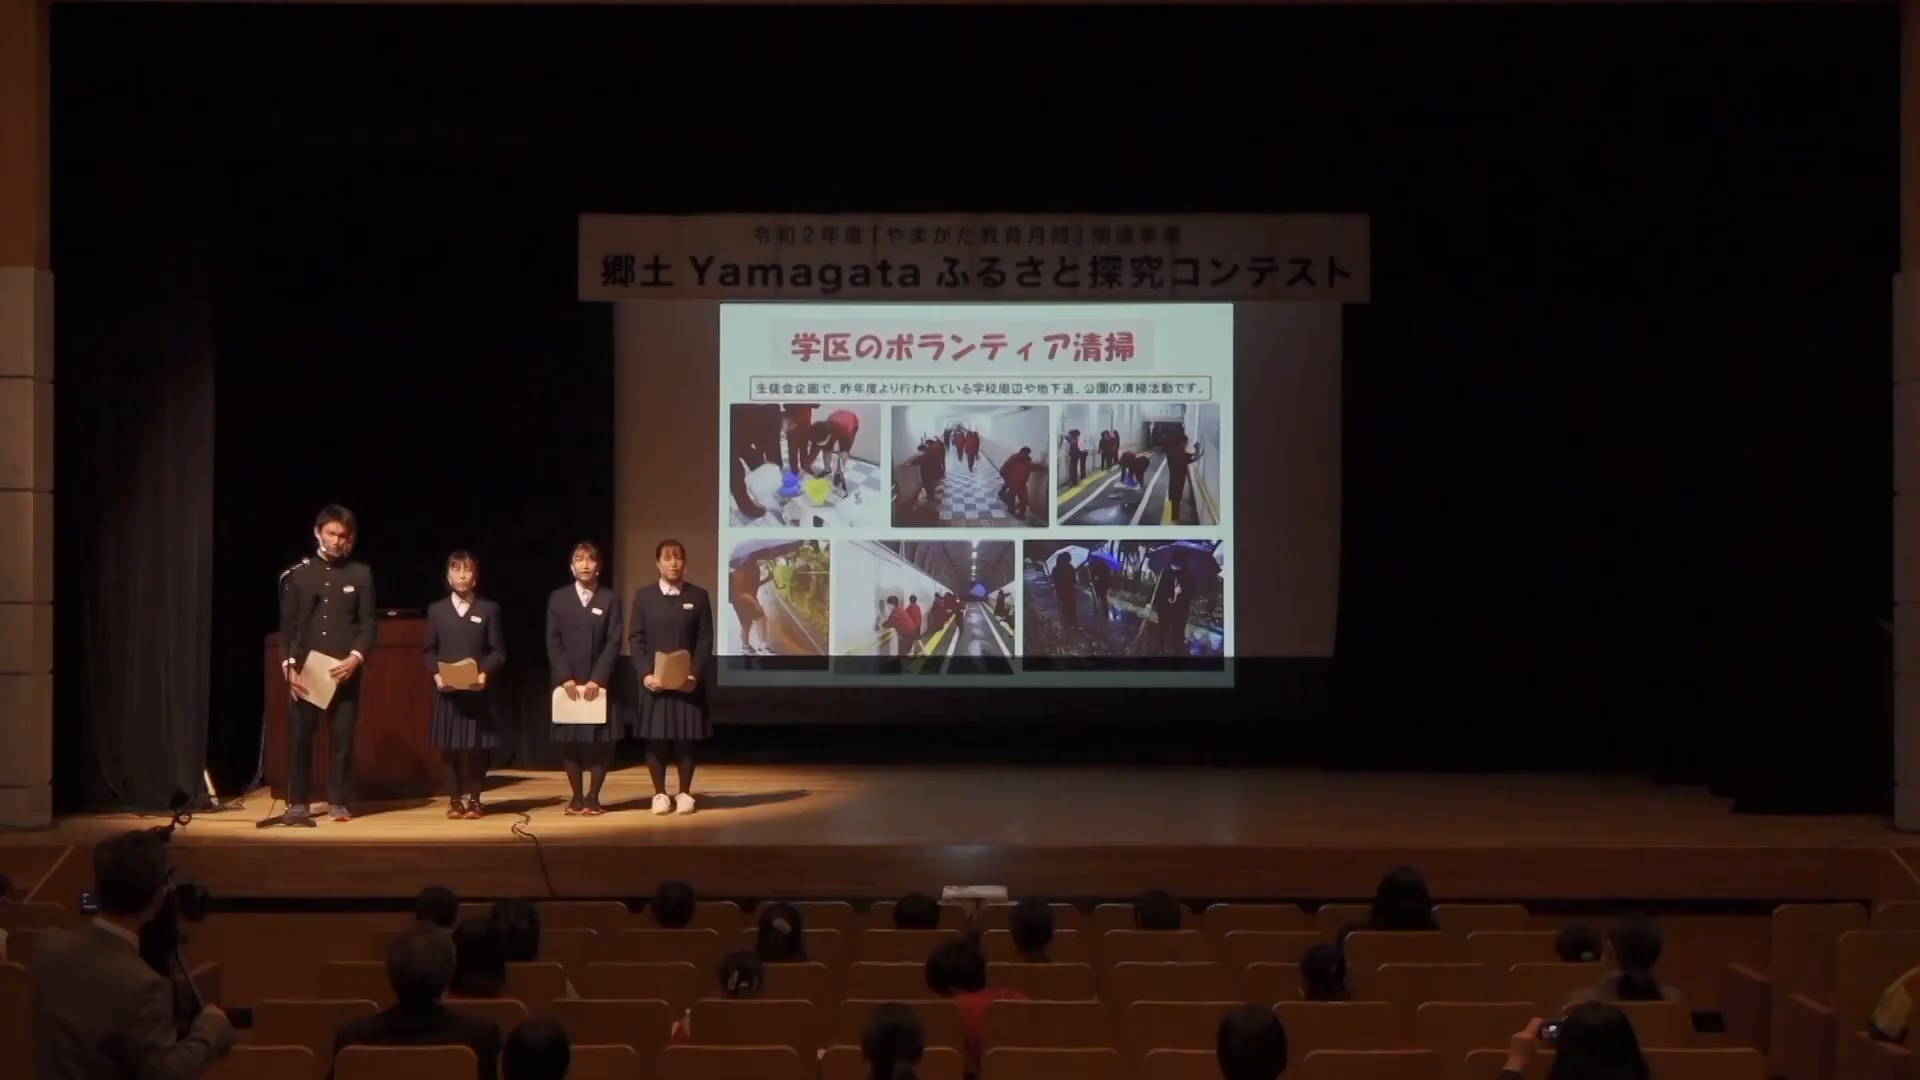 令和２年度「やまがた教育月間」関連事業
郷土 Yamagata ふるさと探究コンテスト
学区のボランティア清掃
生徒会企画で、昨年度より行われている学校周辺や地下道、公園の清掃活動です。